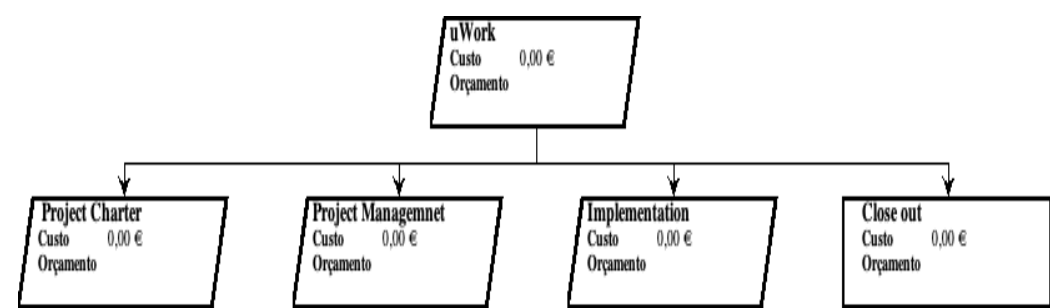 uWork
Custo 0,00 €
Orçamento
Project Charter
Custo 0,00 €
Orçamento
Project Managemnet
Custo 0,00 €
Orçamento
Implementation
Custo 0,00 €
Orçamento
Close out
Custo 0,00 €
Orçamento